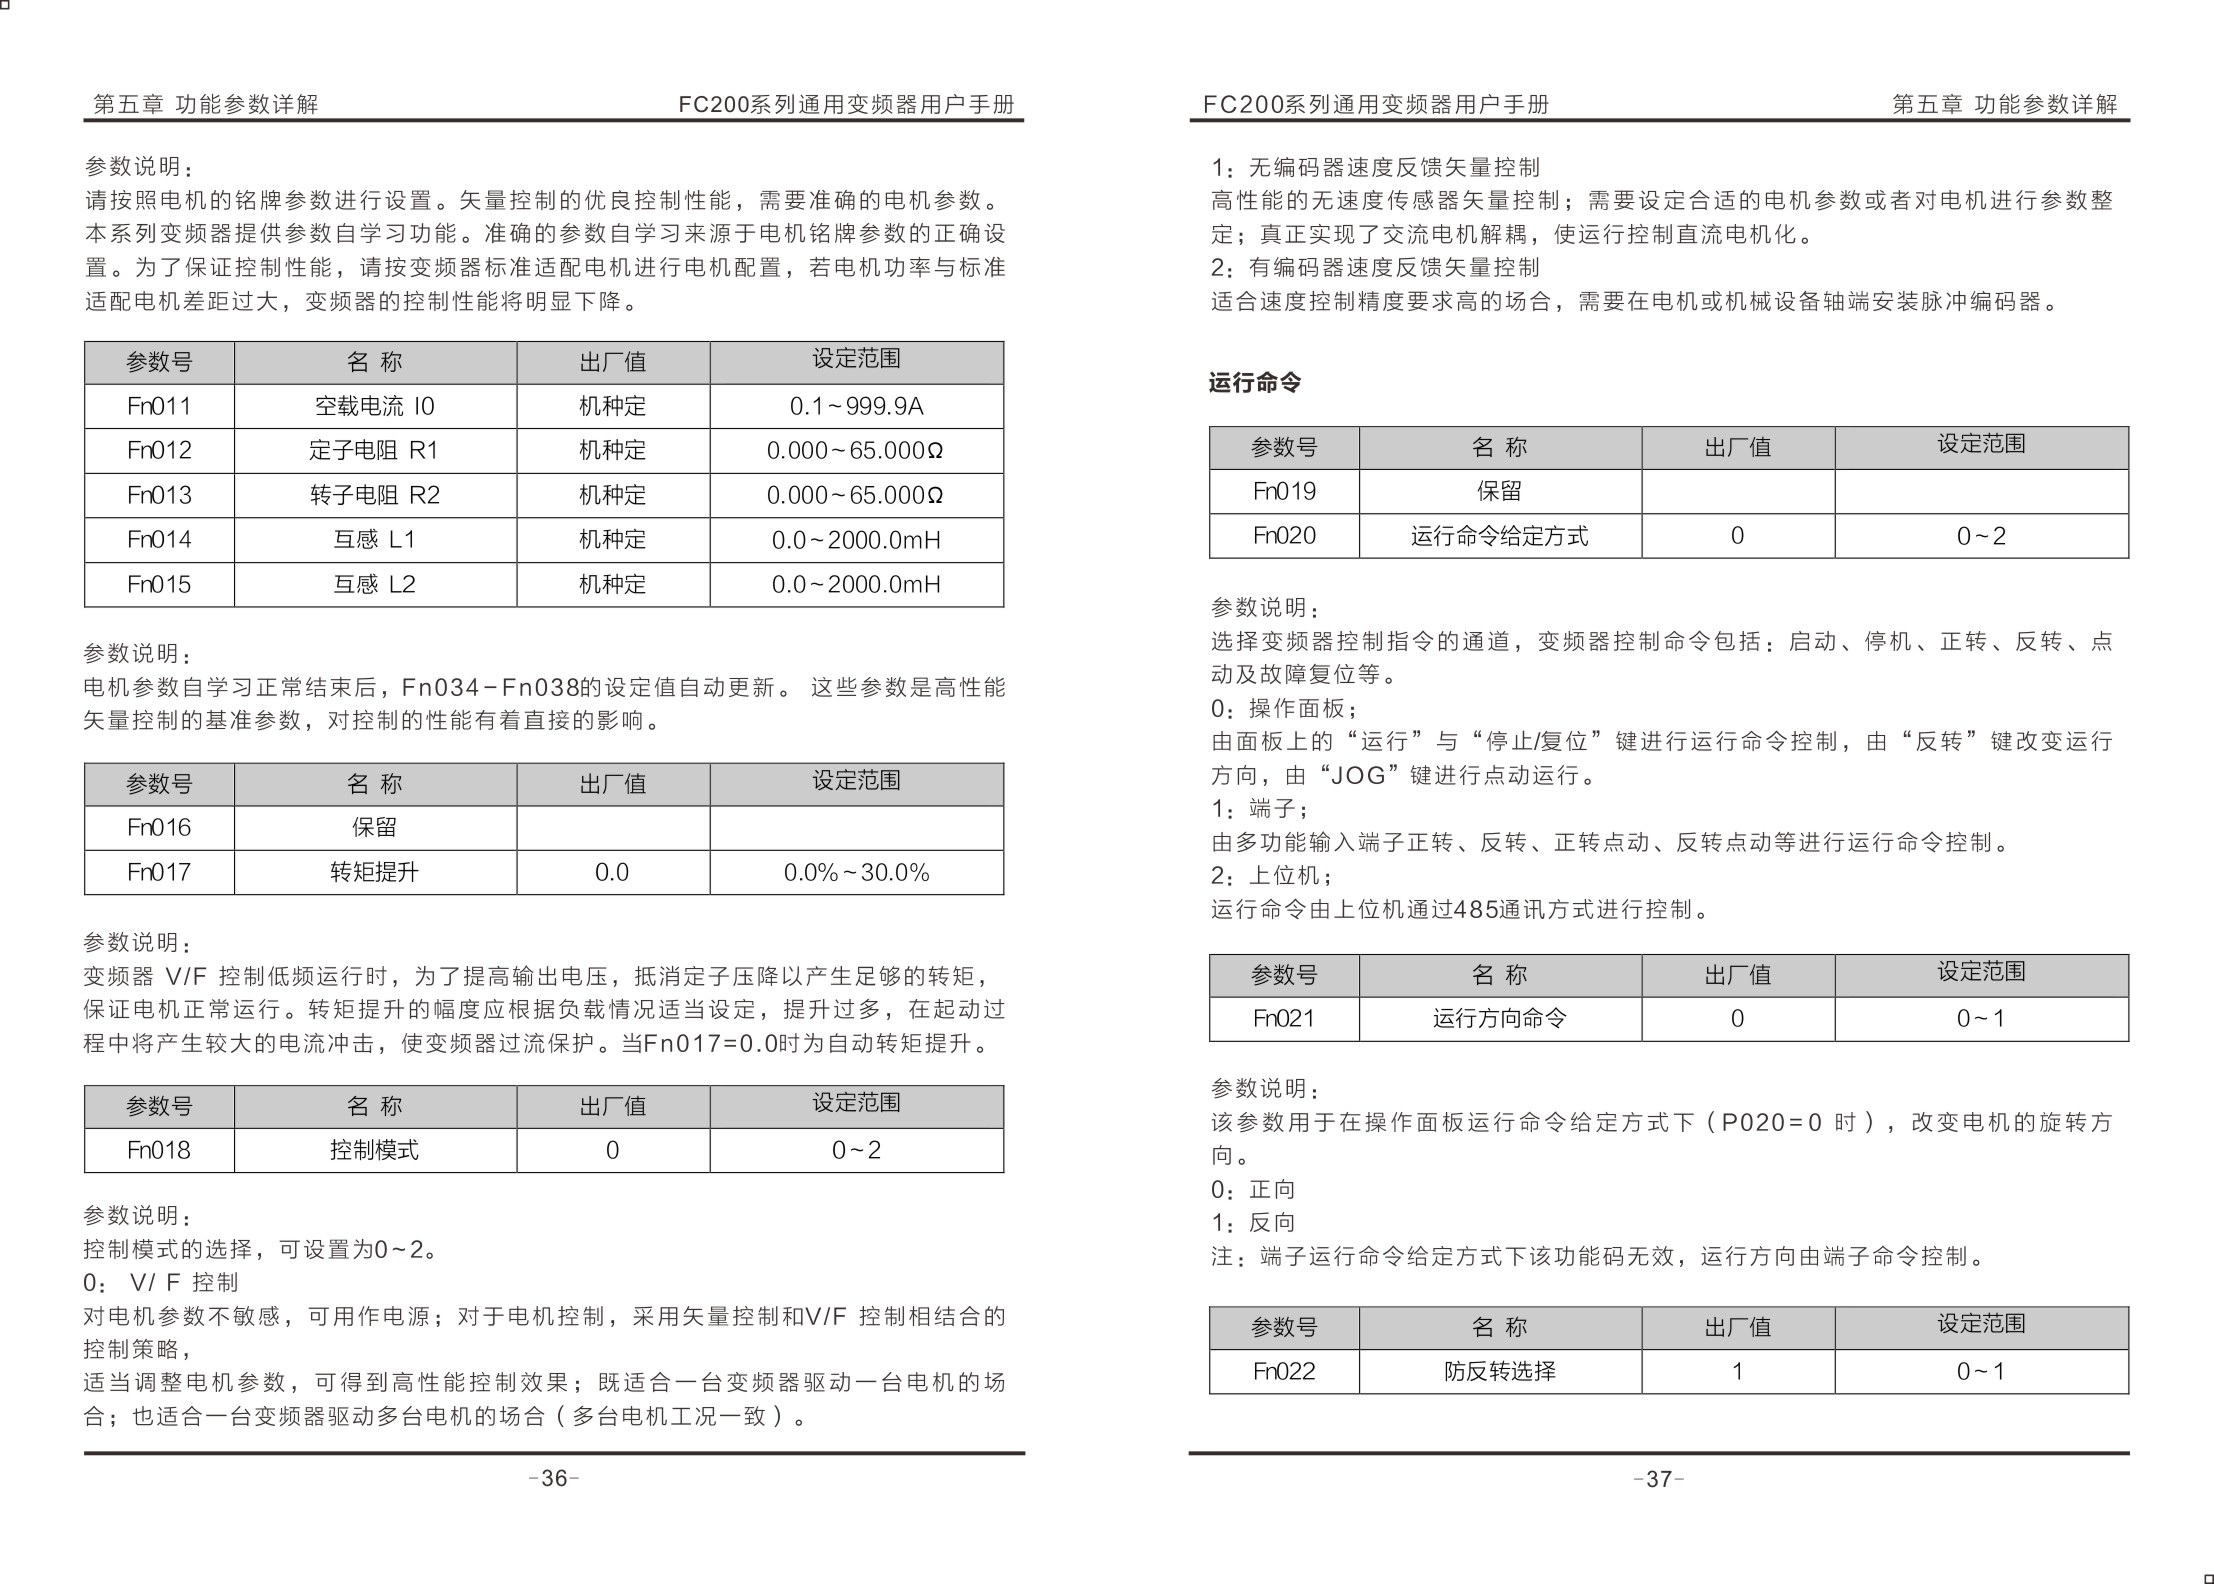 第五章 功能参数详解
FC200系列通用变频器用户手册
参数说明：
请按照电机的铭牌参数进行设置。矢量控制的优良控制性能，需要准确的电机参数。
本系列变频器提供参数自学习功能。准确的参数自学习来源于电机铭牌参数的正确设
置。为了保证控制性能，请按变频器标准适配电机进行电机配置，若电机功率与标准
适配电机差距过大，变频器的控制性能将明显下降。
参数号 名 称 出厂值 设定范围
Fn011 空载电流 I0 机种定 0.1~999.9A
Fn012 定子电阻 R1 机种定 0.000~65.000Ω
Fn013 转子电阻 R2 机种定 0.000~65.000Ω
Fn014 互感 L1 机种定 0.0~2000.0mH
Fn015 互感 L2 机种定 0.0~2000.0mH
参数说明：
电机参数自学习正常结束后，Fn034-Fn038的设定值自动更新。 这些参数是高性能
矢量控制的基准参数，对控制的性能有着直接的影响。
参数号 名 称 出厂值 设定范围
Fn016 保留
Fn017 转矩提升 0.0 0.0%~30.0%
参数说明：
变频器 V/F 控制低频运行时，为了提高输出电压，抵消定子压降以产生足够的转矩，
保证电机正常运行。转矩提升的幅度应根据负载情况适当设定，提升过多，在起动过
程中将产生较大的电流冲击，使变频器过流保护。当Fn017=0.0时为自动转矩提升。
参数号 名 称 出厂值 设定范围
Fn018 控制模式 0 0~2
参数说明：
控制模式的选择，可设置为0~2。
0： V/ F 控制
对电机参数不敏感，可用作电源；对于电机控制，采用矢量控制和V/F 控制相结合的
控制策略，
适当调整电机参数，可得到高性能控制效果；既适合一台变频器驱动一台电机的场
合；也适合一台变频器驱动多台电机的场合（多台电机工况一致）。
-36-
FC200系列通用变频器用户手册
第五章 功能参数详解
1：无编码器速度反馈矢量控制
高性能的无速度传感器矢量控制；需要设定合适的电机参数或者对电机进行参数整
定；真正实现了交流电机解耦，使运行控制直流电机化。
2：有编码器速度反馈矢量控制
适合速度控制精度要求高的场合，需要在电机或机械设备轴端安装脉冲编码器。
运行命令
参数号 名 称 出厂值 设定范围
Fn019 保留
Fn020 运行命令给定方式 0 0~2
参数说明：
选择变频器控制指令的通道，变频器控制命令包括：启动、停机、正转、反转、点
动及故障复位等。
0：操作面板；
由面板上的“运行”与“停止/复位”键进行运行命令控制，由“反转”键改变运行
方向，由“JOG”键进行点动运行。
1：端子；
由多功能输入端子正转、反转、正转点动、反转点动等进行运行命令控制。
2：上位机；
运行命令由上位机通过485通讯方式进行控制。
参数号 名 称 出厂值 设定范围
Fn021 运行方向命令 0 0~1
参数说明：
该参数用于在操作面板运行命令给定方式下（P020=0 时），改变电机的旋转方
向。
0：正向
1：反向
注：端子运行命令给定方式下该功能码无效，运行方向由端子命令控制。
参数号 名 称 出厂值 设定范围
Fn022 防反转选择 1 0~1
-37-